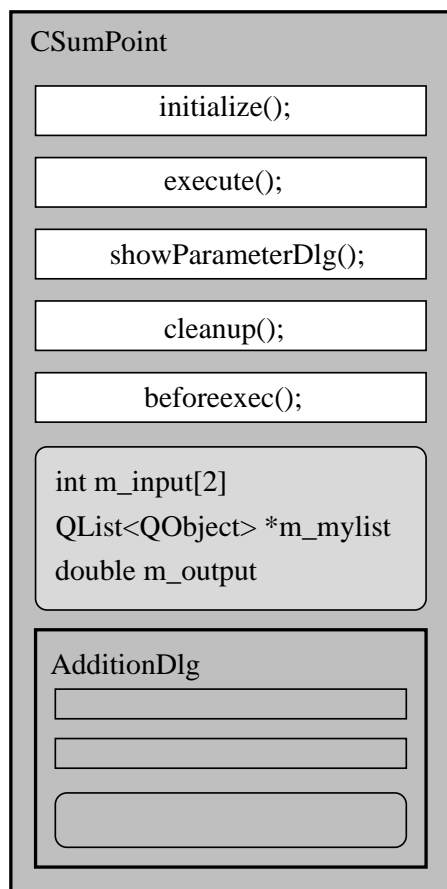 CSumPoint
initialize();
execute();
showParameterDlg();
cleanup();
beforeexec();
int m_input[2]
QList<QObject> *m_mylist
double m_output
AdditionDlg